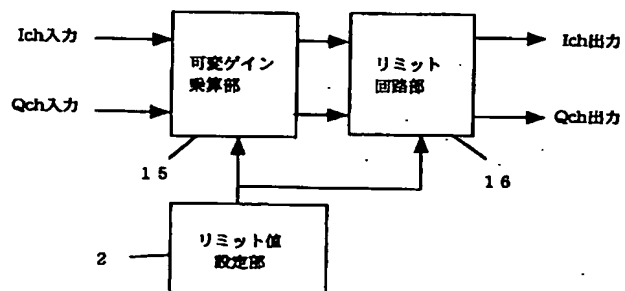 Ich入力
Qch入力
可変ゲイン
乗算部
リミット
回路部
Ich出力
Qch出力
15
16
リミット値
設定部
2